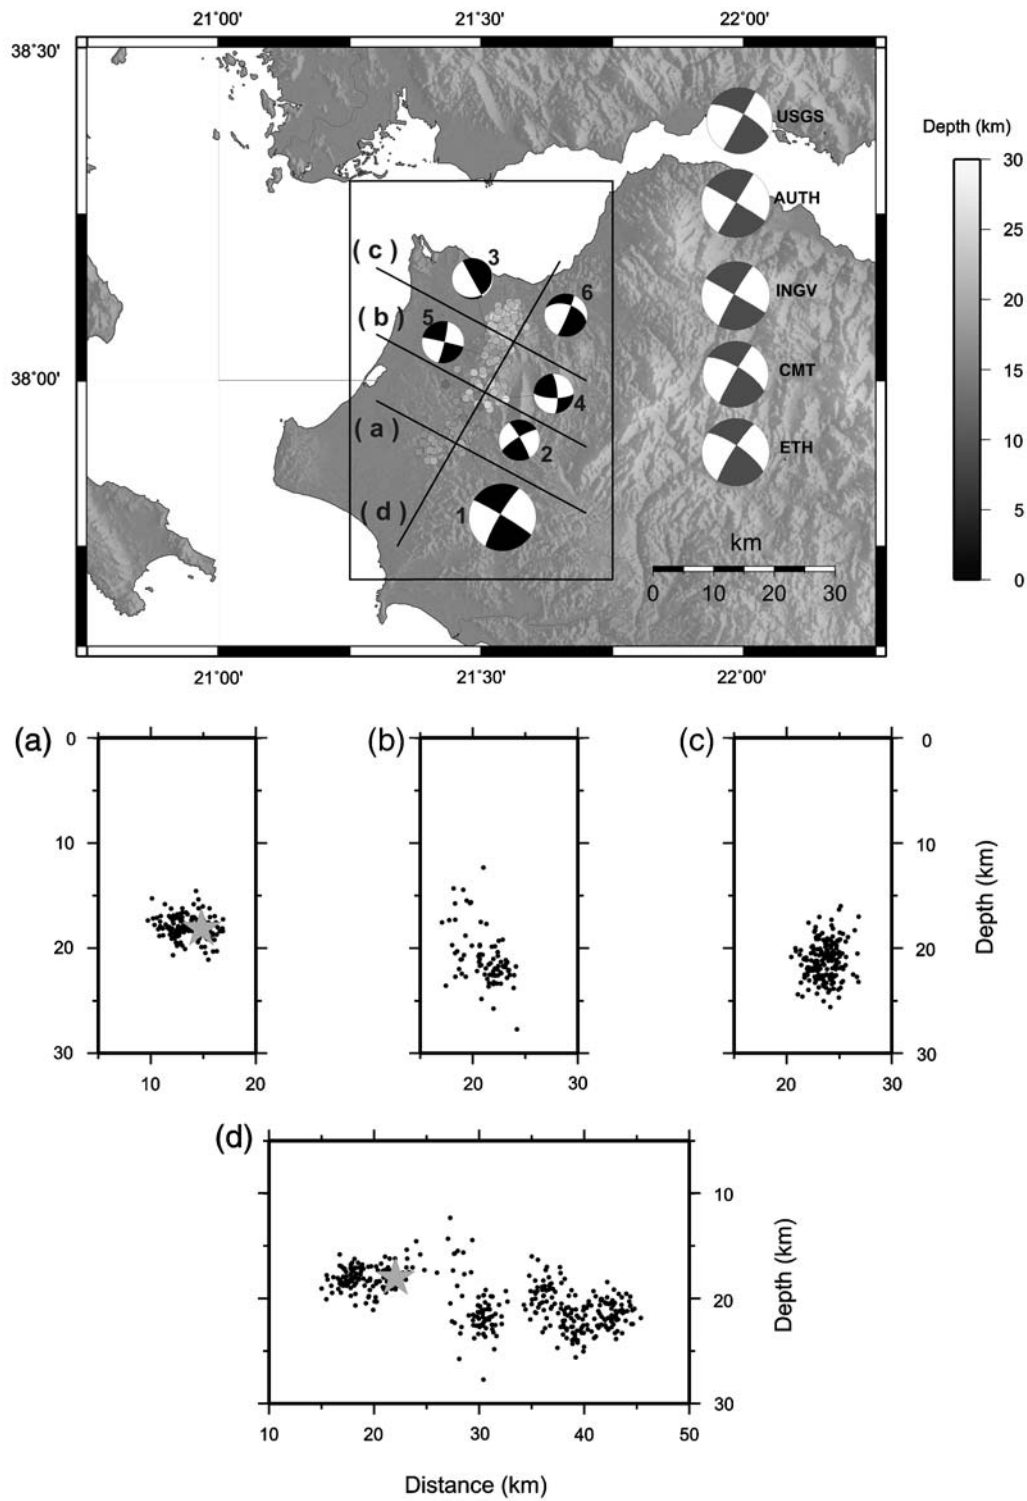 21°00' 21°30' 22°00'
38°30'
USGS
Depth (km)
30
AUTH
( c ) 3
25
6
INGV
( b ) 5
20
38°00'
CMT
15
4
( a ) 2
ETH
10
( d ) 1
km
5
0 10 20 30
0
21°00' 21°30' 22°00'
(a) 0 (b) (c) 0
10 10
Depth (km)
20 20
30 30
10 20 20 30 20 30
(d)
10
Depth (km)
20
30
10 20 30 40 50
Distance (km)